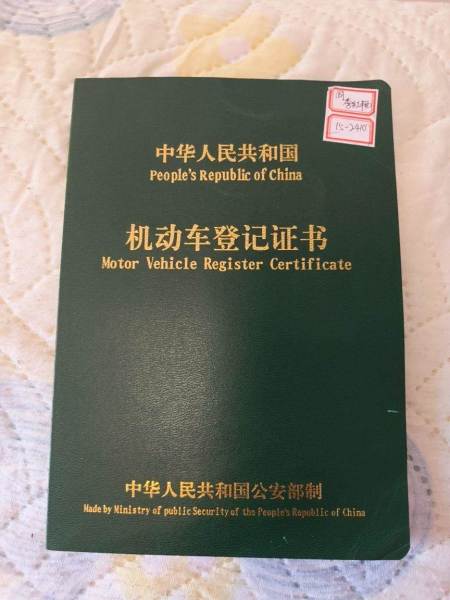 15-2410
中华人民共和国
People's Republic of China
机动车登记证书
Motor Vehicle Register Certificate
中华人民共和国公安部制
Made by Ministry of public Security of the People's Republic of China